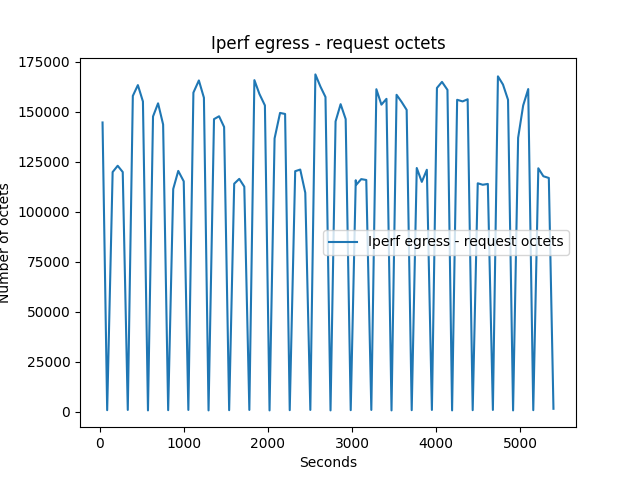 Iperf egress - request octets
175000
150000
125000
100000
75000
50000
25000
0
Number of octets
Iperf egress - request octets
0 1000 2000 3000 4000 5000
Seconds